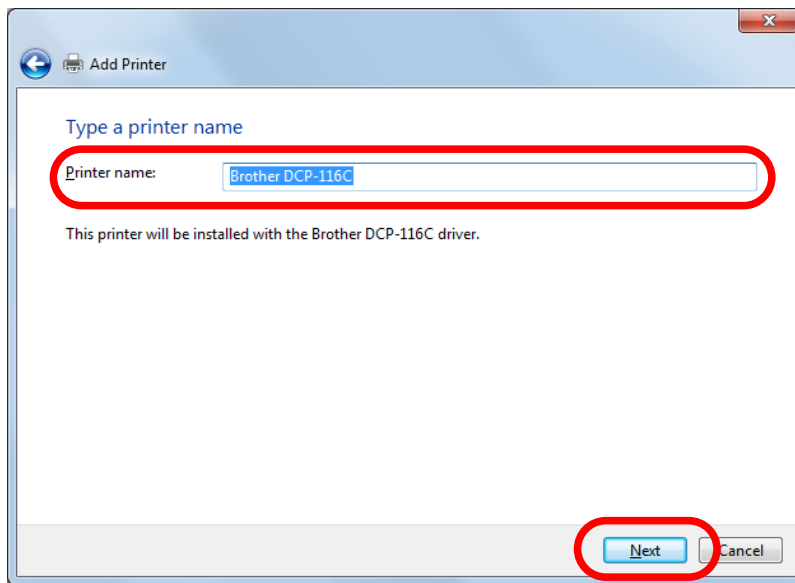 Add Printer
Type a printer name
Printer name: Brother DCP-116C
This printer will be installed with the Brother DCP-116C driver.
Next Cancel